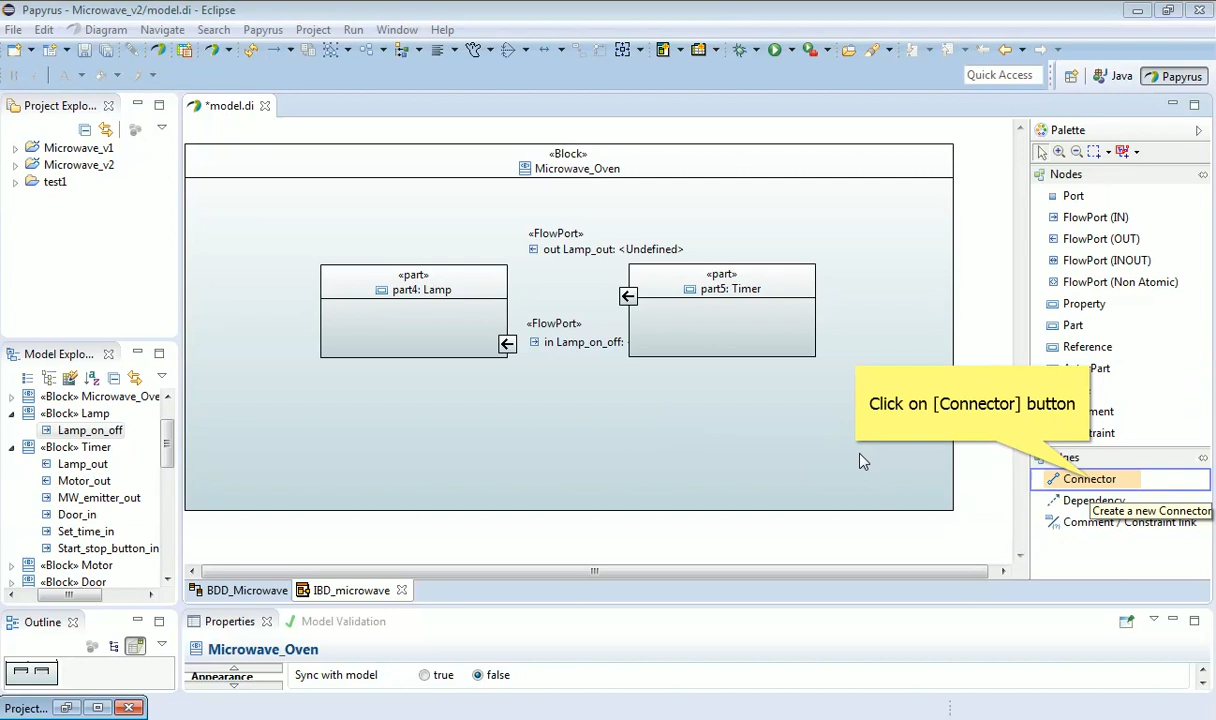 Papyrus - Microwave_v2/model.di - Eclipse
File Edit Diagram Navigate Search Papyrus Project Run Window Help
Quick Access Java Papyrus
Project Explo...
Microwave_v1
Microwave_v2
test1
*model.di
«Block»
Microwave_Oven
«FlowPort»
out Lamp_out: <Undefined>
«part»
part4: Lamp
«part»
part5: Timer
«FlowPort»
in Lamp_on_off:
Click on [Connector] button
Palette
Nodes
Port
FlowPort (IN)
FlowPort (OUT)
FlowPort (INOUT)
FlowPort (Non Atomic)
Property
Part
Reference
Connector
Dependency
Create a new Connector
Comment / Constraint link
Model Explo...
«Block» Microwave_Ove
«Block» Lamp
Lamp_on_off
«Block» Timer
Lamp_out
Motor_out
MW_emitter_out
Door_in
Set_time_in
Start_stop_button_in
«Block» Motor
«Block» Door
BDD_Microwave IBD_microwave
Outline
Properties Model Validation
Microwave_Oven
Appearance
Sync with model true false
Project...